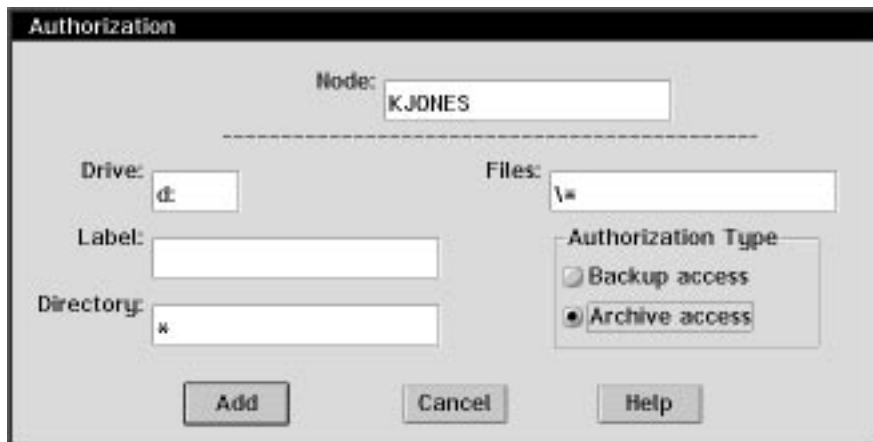 Authorization
Node: KJONES
Drive: d:
Files: \*
Label:
Authorization Type
Backup access
Directory: *
Archive access
Add Cancel Help